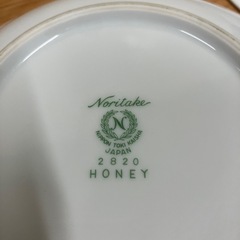 Noritake
N
NIPPON TOKI KAISHA
JAPAN
2820
HONEY